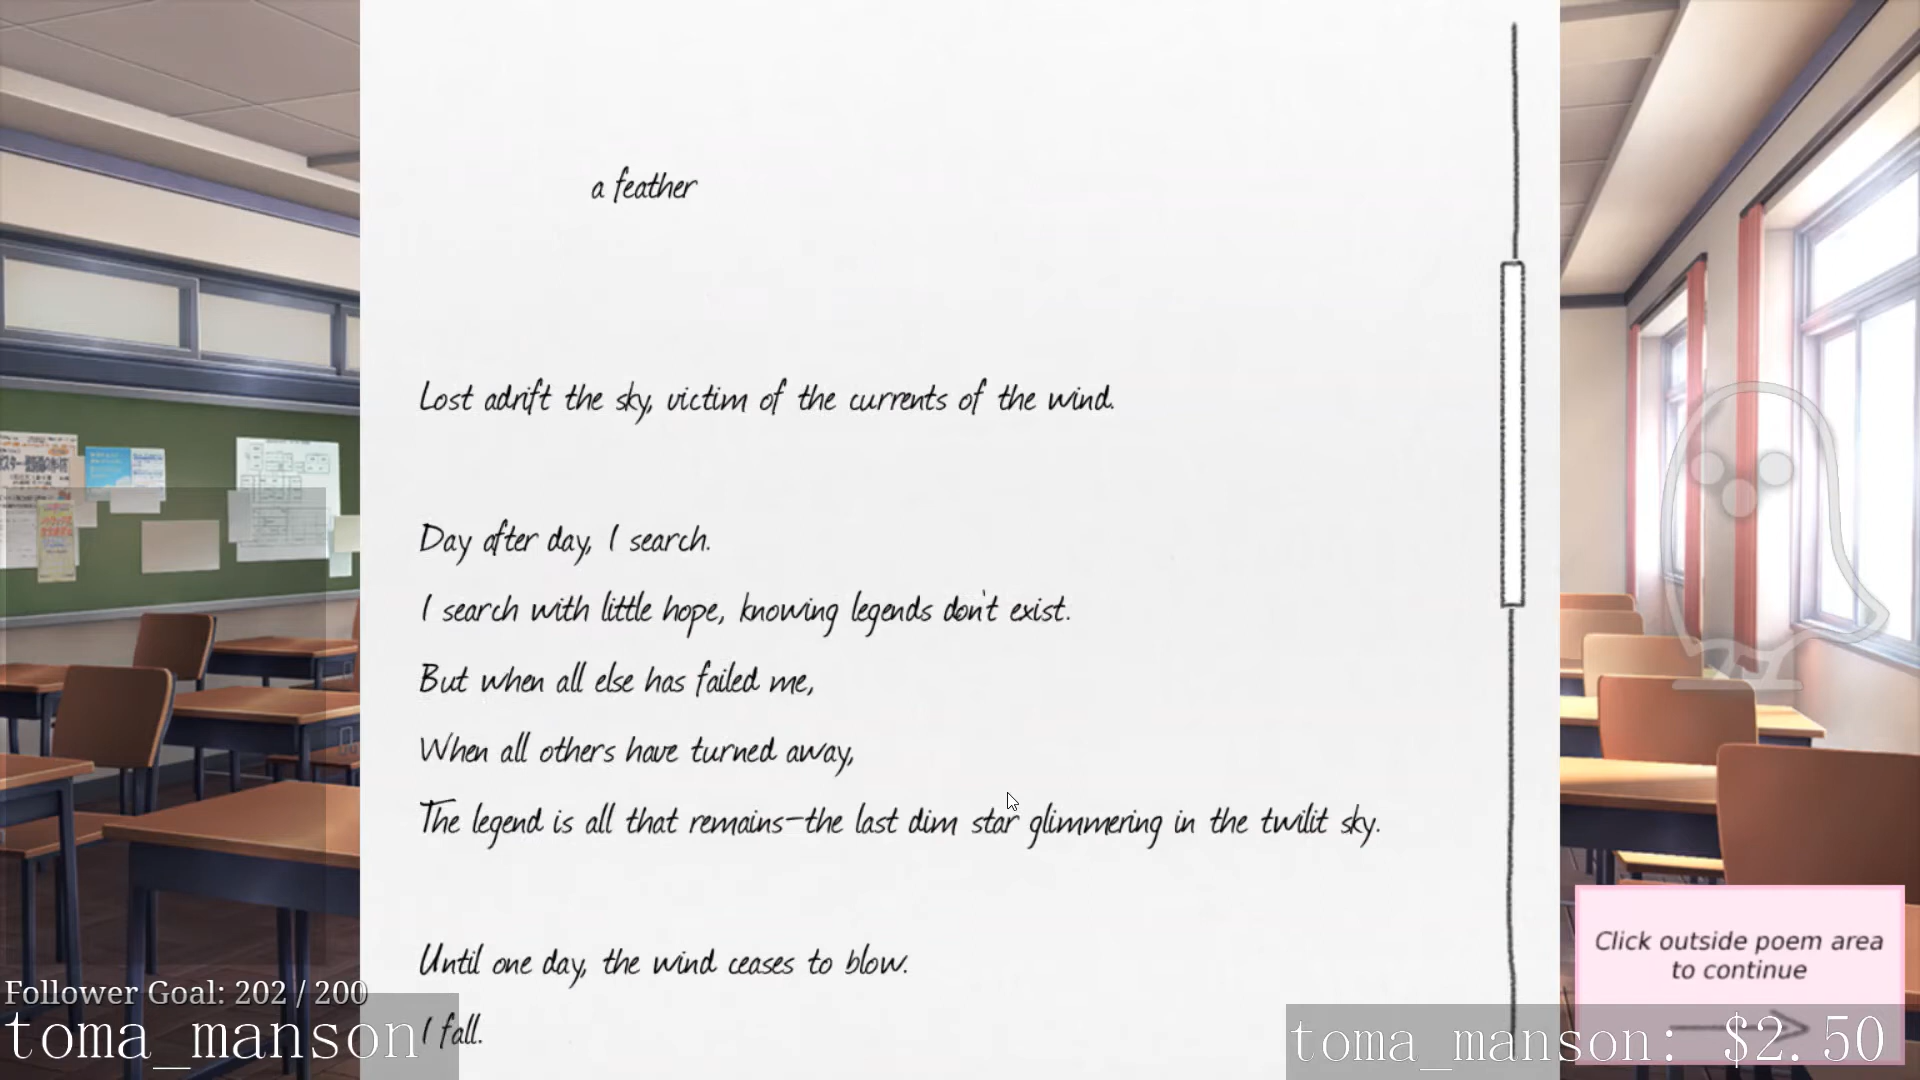 a feather
Lost adrift the sky, victim of the currents of the wind.
Day after day, I search.
I search with little hope, knowing legends don't exist.
But when all else has failed me,
When all others have turned away,
The legend is all that remains—the last dim star glimmering in the twilit sky.
Until one day, the wind ceases to blow.
I fall.
Click outside poem area
to continue
Follower Goal: 202 / 200
toma_manson
toma_manson: $2.50